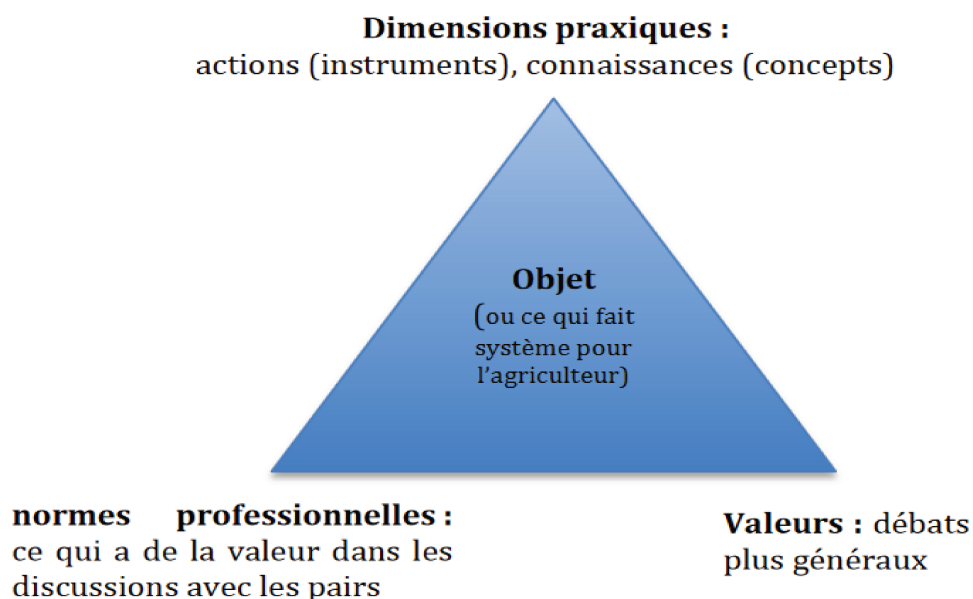 Dimensions praxiques :
actions (instruments), connaissances (concepts)
Objet
(ou ce qui fait
système pour
l’agriculteur)
normes professionnelles :
ce qui a de la valeur dans les
discussions avec les pairs
Valeurs : débats
plus généraux